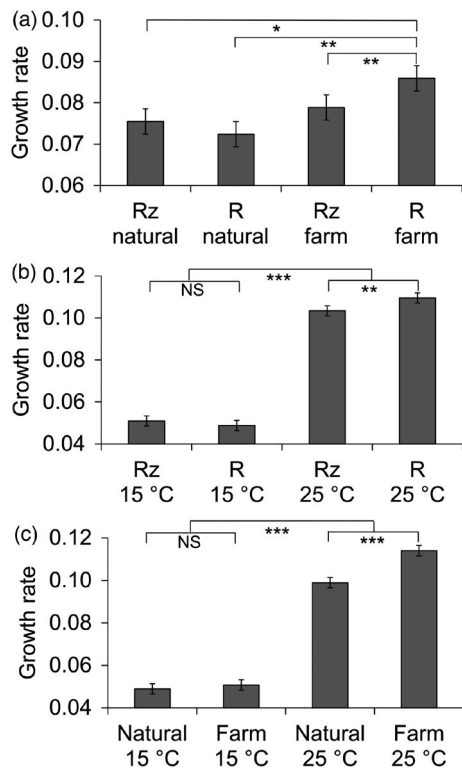 (a)
0.10
*
**
0.09
**
Growth rate
0.08
0.07
0.06
Rz R Rz R
natural natural farm farm
(b)
0.12
***
NS
**
0.10
Growth rate
0.08
0.06
0.04
Rz R Rz R
15 °C 15 °C 25 °C 25 °C
(c)
0.12
***
NS
***
0.10
Growth rate
0.08
0.06
0.04
Natural Farm Natural Farm
15 °C 15 °C 25 °C 25 °C